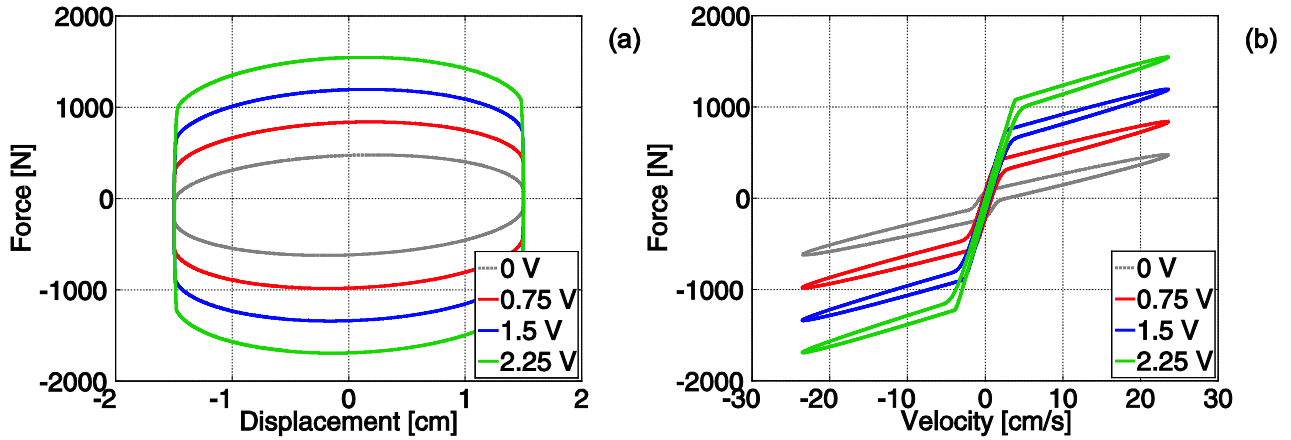 2000
1000
0
-1000
-2000
-2
-1
0
1
2
Force [N]
Displacement [cm]
(a)
0 V
0.75 V
1.5 V
2.25 V
2000
1000
0
-1000
-2000
-30
-20
-10
0
10
20
30
Force [N]
Velocity [cm/s]
(b)
0 V
0.75 V
1.5 V
2.25 V